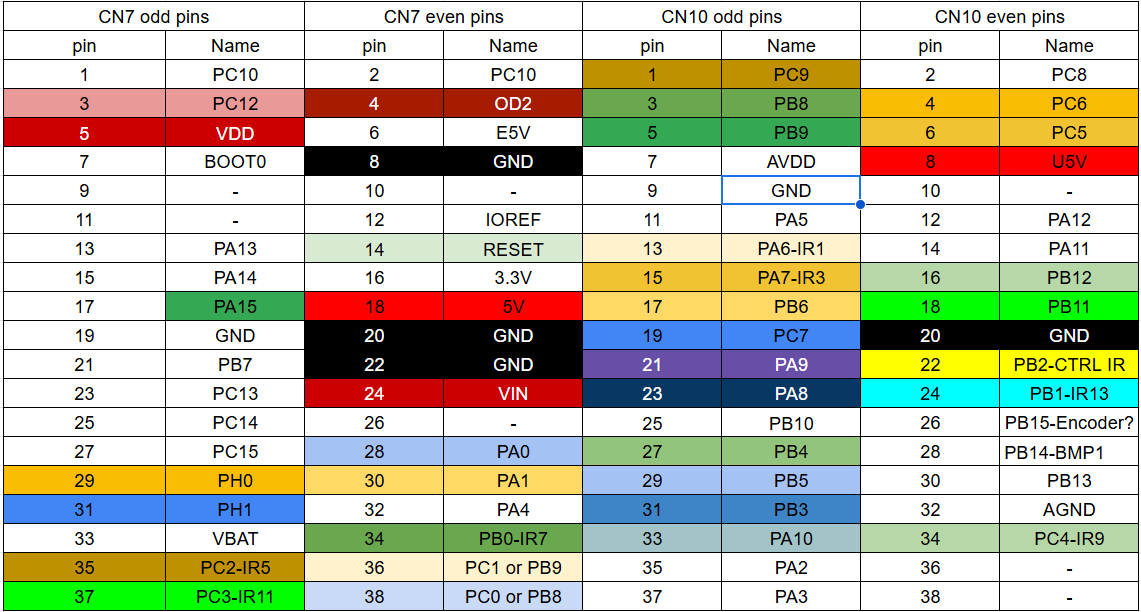 CN7 odd pins CN7 even pins CN10 odd pins CN10 even pins
pin Name pin Name pin Name pin Name
1 PC10 2 PC10 1 PC9 2 PC8
3 PC12 4 OD2 3 PB8 4 PC6
5 VDD 6 E5V 5 PB9 6 PC5
7 BOOT0 8 GND 7 AVDD 8 U5V
9 - 10 - 9 GND 10 -
11 - 12 IOREF 11 PA5 12 PA12
13 PA13 14 RESET 13 PA6-IR1 14 PA11
15 PA14 16 3.3V 15 PA7-IR3 16 PB12
17 PA15 18 5V 17 PB6 18 PB11
19 GND 20 GND 19 PC7 20 GND
21 PB7 22 GND 21 PA9 22 PB2-CTRL IR
23 PC13 24 VIN 23 PA8 24 PB1-IR13
25 PC14 26 - 25 PB10 26 PB15-Encoder?
27 PC15 28 PA0 27 PB4 28 PB14-BMP1
29 PH0 30 PA1 29 PB5 30 PB13
31 PH1 32 PA4 31 PB3 32 AGND
33 VBAT 34 PB0-IR7 33 PA10 34 PC4-IR9
35 PC2-IR5 36 PC1 or PB9 35 PA2 36 -
37 PC3-IR11 38 PC0 or PB8 37 PA3 38 -